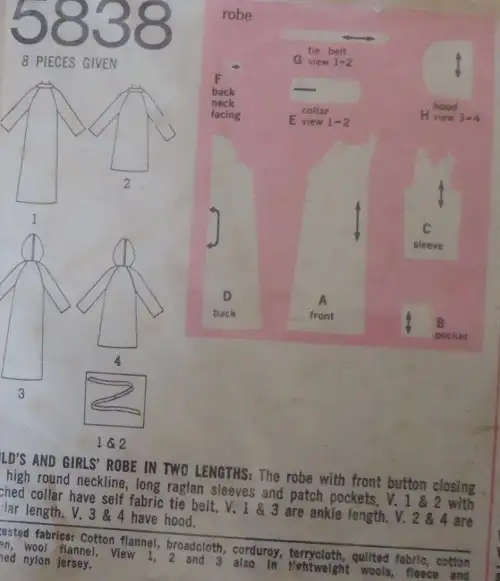 5838
8 PIECES GIVEN
robe
tie belt
G view 1-2
F
back
neck
facing
collar
E view 1-2
hood
H view 3-4
C
sleeve
D
back
A
front
B
pocket
1
2
3
4
1 & 2
ILD'S AND GIRLS' ROBE IN TWO LENGTHS: The robe with front button closing
high round neckline, long raglan sleeves and patch pockets. V. 1 & 2 with
ched collar have self fabric tie belt. V. 1 & 3 are ankle length. V. 2 & 4 are
lar length. V. 3 & 4 have hood.
ested fabrics: Cotton flannel, broadcloth, corduroy, terrycloth, quilted fabric, cotton
en, wool flannel. View 1, 2 and 3 also in lightweight wools, fleece and
hed nylon jersey.